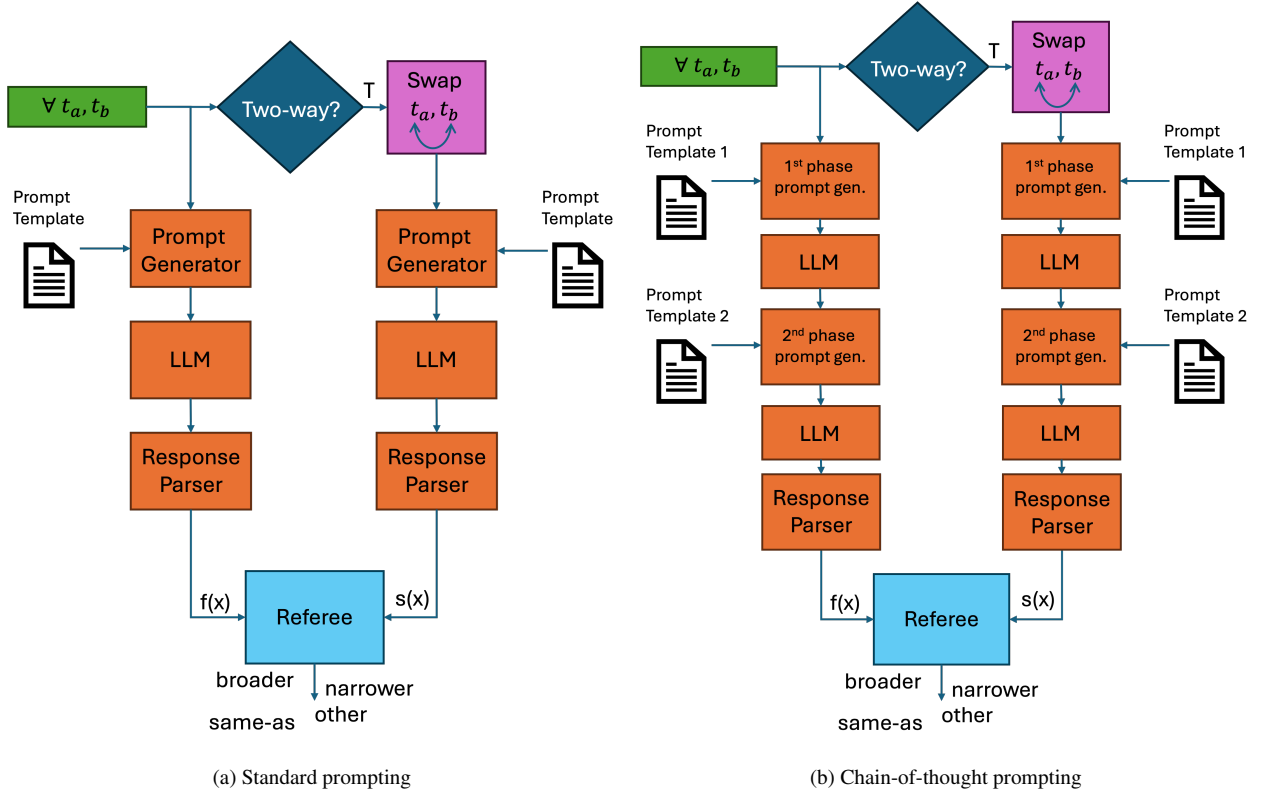 ∀ t_a, t_b
Two-way?
T
Swap
t_a, t_b
Prompt
Template
Prompt
Generator
Prompt
Generator
Prompt
Template
LLM
LLM
Response
Parser
Response
Parser
f(x)
Referee
s(x)
broader
narrower
same-as
other
(a) Standard prompting
∀ t_a, t_b
Two-way?
T
Swap
t_a, t_b
Prompt
Template 1
1st phase
prompt gen.
1st phase
prompt gen.
Prompt
Template 1
LLM
LLM
Prompt
Template 2
2nd phase
prompt gen.
2nd phase
prompt gen.
Prompt
Template 2
LLM
LLM
Response
Parser
Response
Parser
f(x)
Referee
s(x)
broader
narrower
same-as
other
(b) Chain-of-thought prompting